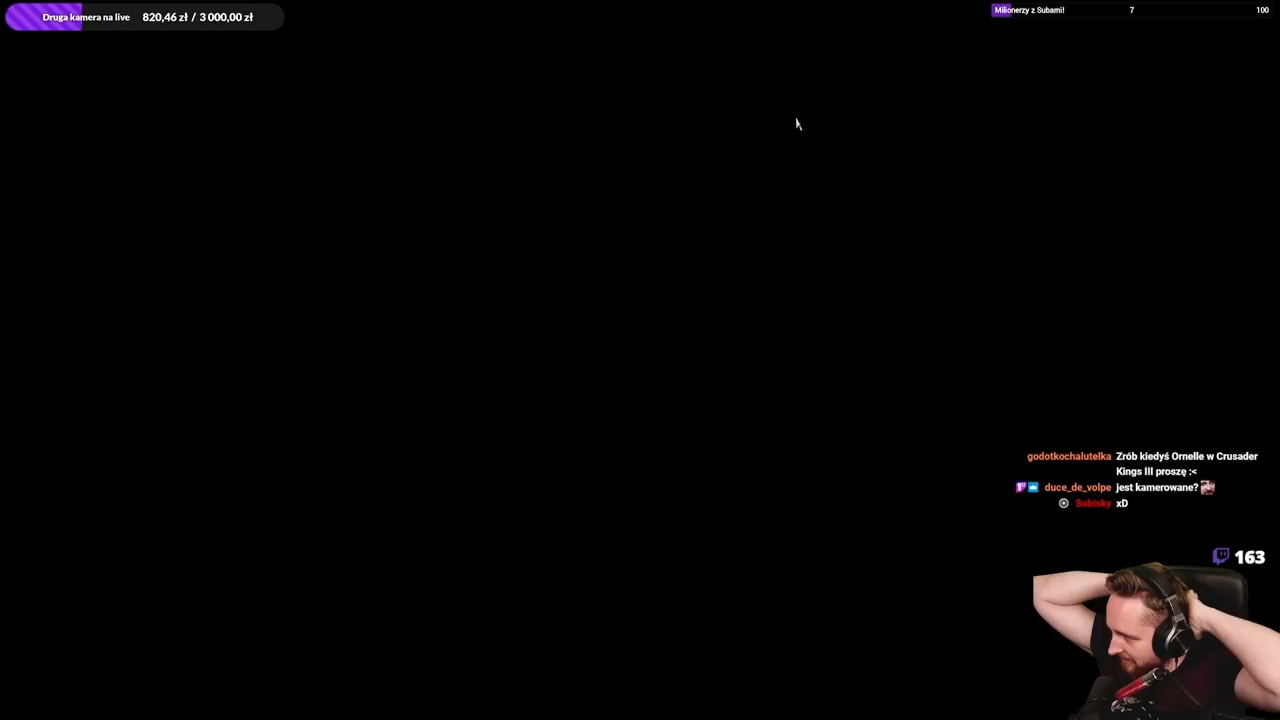 Druga kamera na live 820,46 zł / 3 000,00 zł
Milionerzy z Subami! 7 100
godotkochalutelka Zrób kiedyś Ornelle w Crusader
Kings III proszę :<
duce_de_volpe jest kamerowane?
Sobisky xD
163